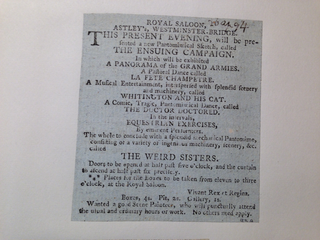 20 Oct 94
ROYAL SALOON,
ASTLEY's, WESTMINSTER-BRIDGE.
THIS PRESENT EVENING, will be pre-
sented a new Pantomimical Sketch, called
THE ENSUING CAMPAIGN.
In which will be exhibited
A PANORAMA of the GRAND ARMIES.
A Pastoral Dance called
LA FETE CHAMPETRE.
A Musical Entertainment, interspersed with splendid scenery
and machinery, called
WHITTINGTON AND HIS CAT.
A Comic, Tragic, Pantomimical Dance, called
THE DOCTOR DOCTORED.
In the intervals,
EQUESTRIAN EXERCISES,
By eminent Performers.
The whole to conclude with a splendid mechanical Pantomime,
consisting of a variety of ingenious machinery, scenery, &c.
called
THE WEIRD SISTERS.
Doors to be opened at half past five o'clock, and the curtain
to ascend at half past six precisely.
Places for the Boxes to be taken from eleven to three
o'clock, at the Royal Saloon.
Vivant Rex et Regina.
Boxes, 4s. Pit, 2s. Gallery, 1s.
Wanted a good Scene Painter, who will punctually attend
the usual and ordinary hours of work. No others need apply.